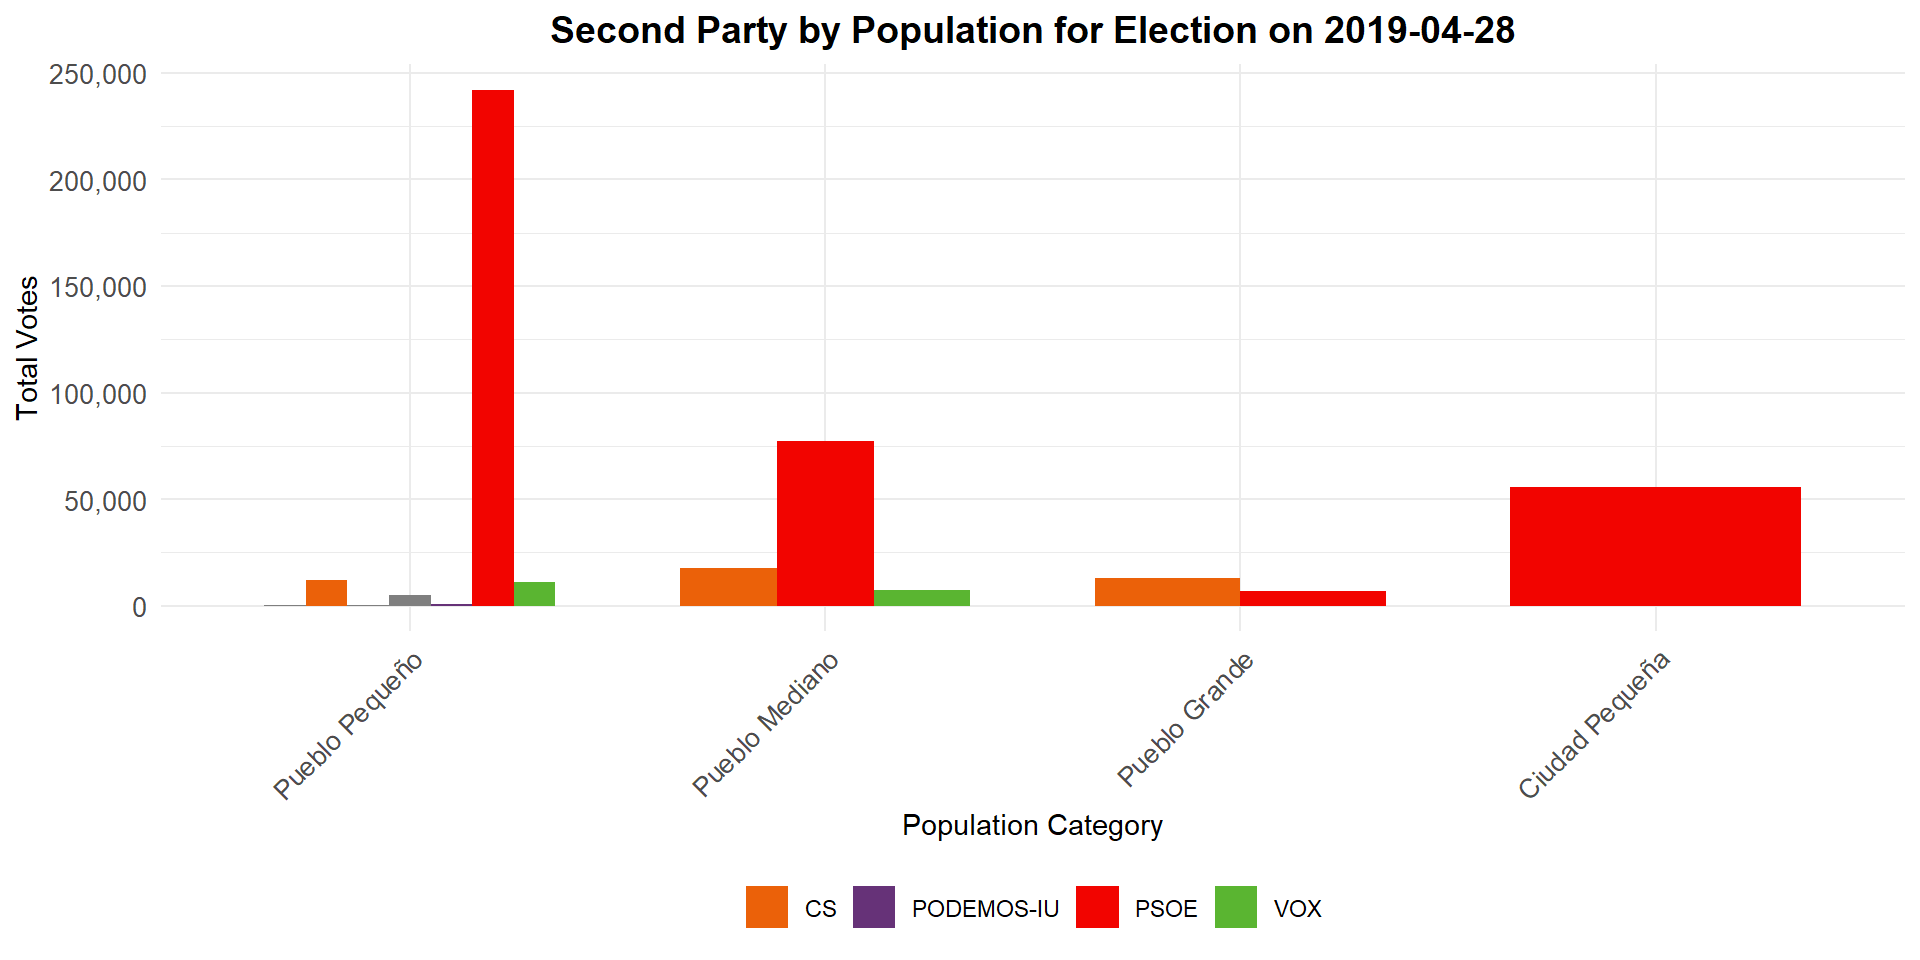 Second Party by Population for Election on 2019-04-28
Total Votes
250,000
200,000
150,000
100,000
50,000
0
Pueblo Pequeño
Pueblo Mediano
Pueblo Grande
Ciudad Pequeña
Population Category
CS
PODEMOS-IU
PSOE
VOX